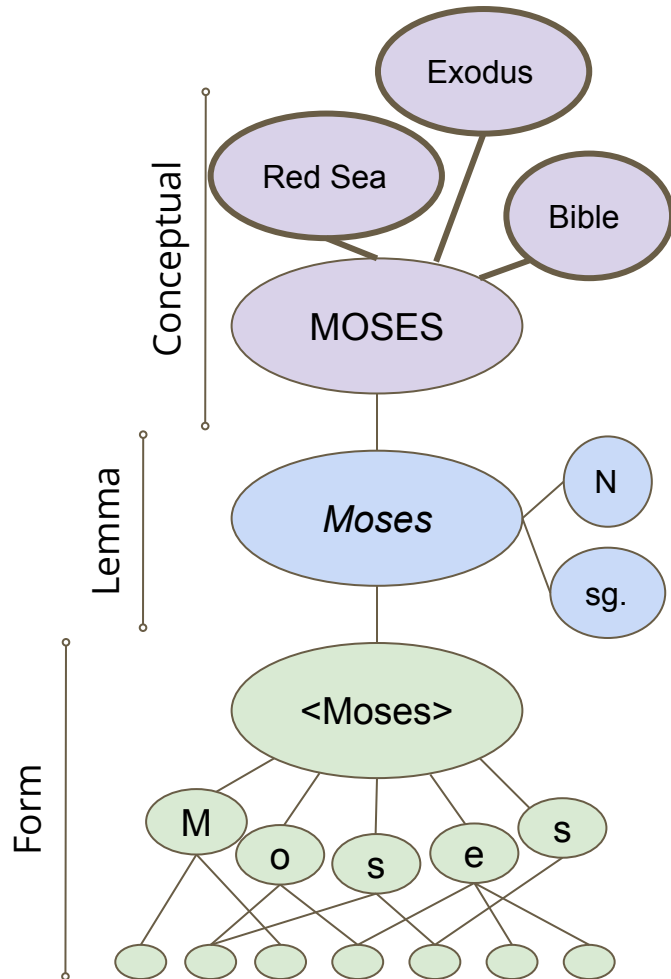 Exodus
Red Sea
Bible
Conceptual
MOSES
Lemma
Moses
N
sg.
Form
<Moses>
M
o
s
e
s